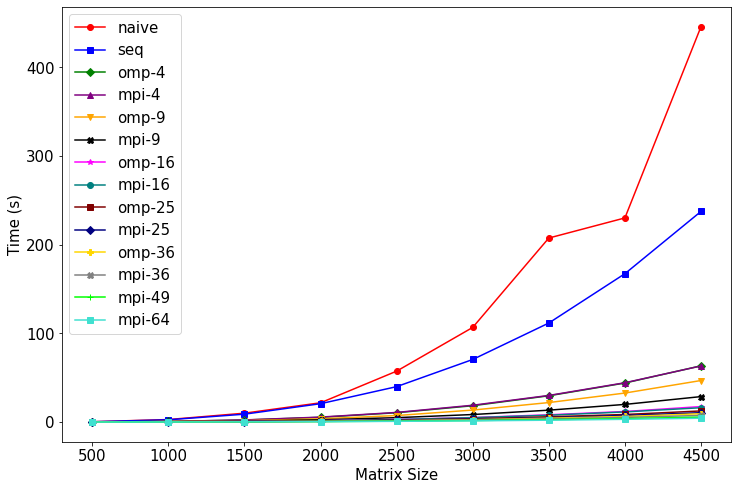 naive
seq
omp-4
mpi-4
omp-9
mpi-9
omp-16
mpi-16
omp-25
mpi-25
omp-36
mpi-36
mpi-49
mpi-64
Time (s)
400
300
200
100
0
500 1000 1500 2000 2500 3000 3500 4000 4500
Matrix Size